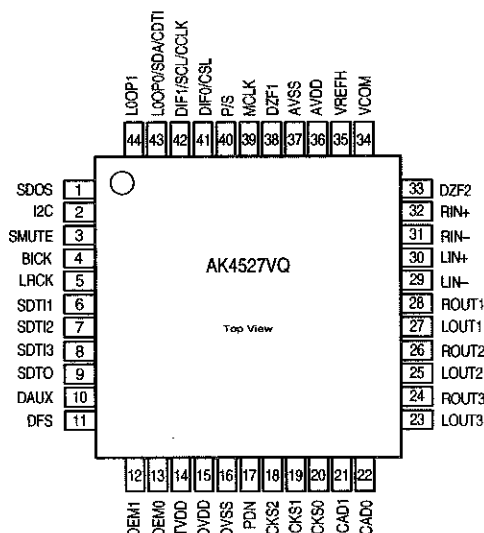 LOOP1
LOOP0/SDA/CDTI
DIF1/SCL/CCLK
DIF0/CSL
P/S
MCLK
DZF1
AVSS
AVDD
VREFH
VCOM
44 43 42 41 40 39 38 37 36 35 34
SDOS 1
I2C 2
SMUTE 3
BICK 4
LRCK 5
SDTI1 6
SDTI2 7
SDTI3 8
SDTO 9
DAUX 10
DFS 11
AK4527VQ
Top View
33 DZF2
32 RIN+
31 RIN−
30 LIN+
29 LIN−
28 ROUT1
27 LOUT1
26 ROUT2
25 LOUT2
24 ROUT3
23 LOUT3
12 13 14 15 16 17 18 19 20 21 22
DEM1
DEM0
TVDD
DVDD
DVSS
PDN
CKS2
CKS1
CKS0
CAD1
CAD0